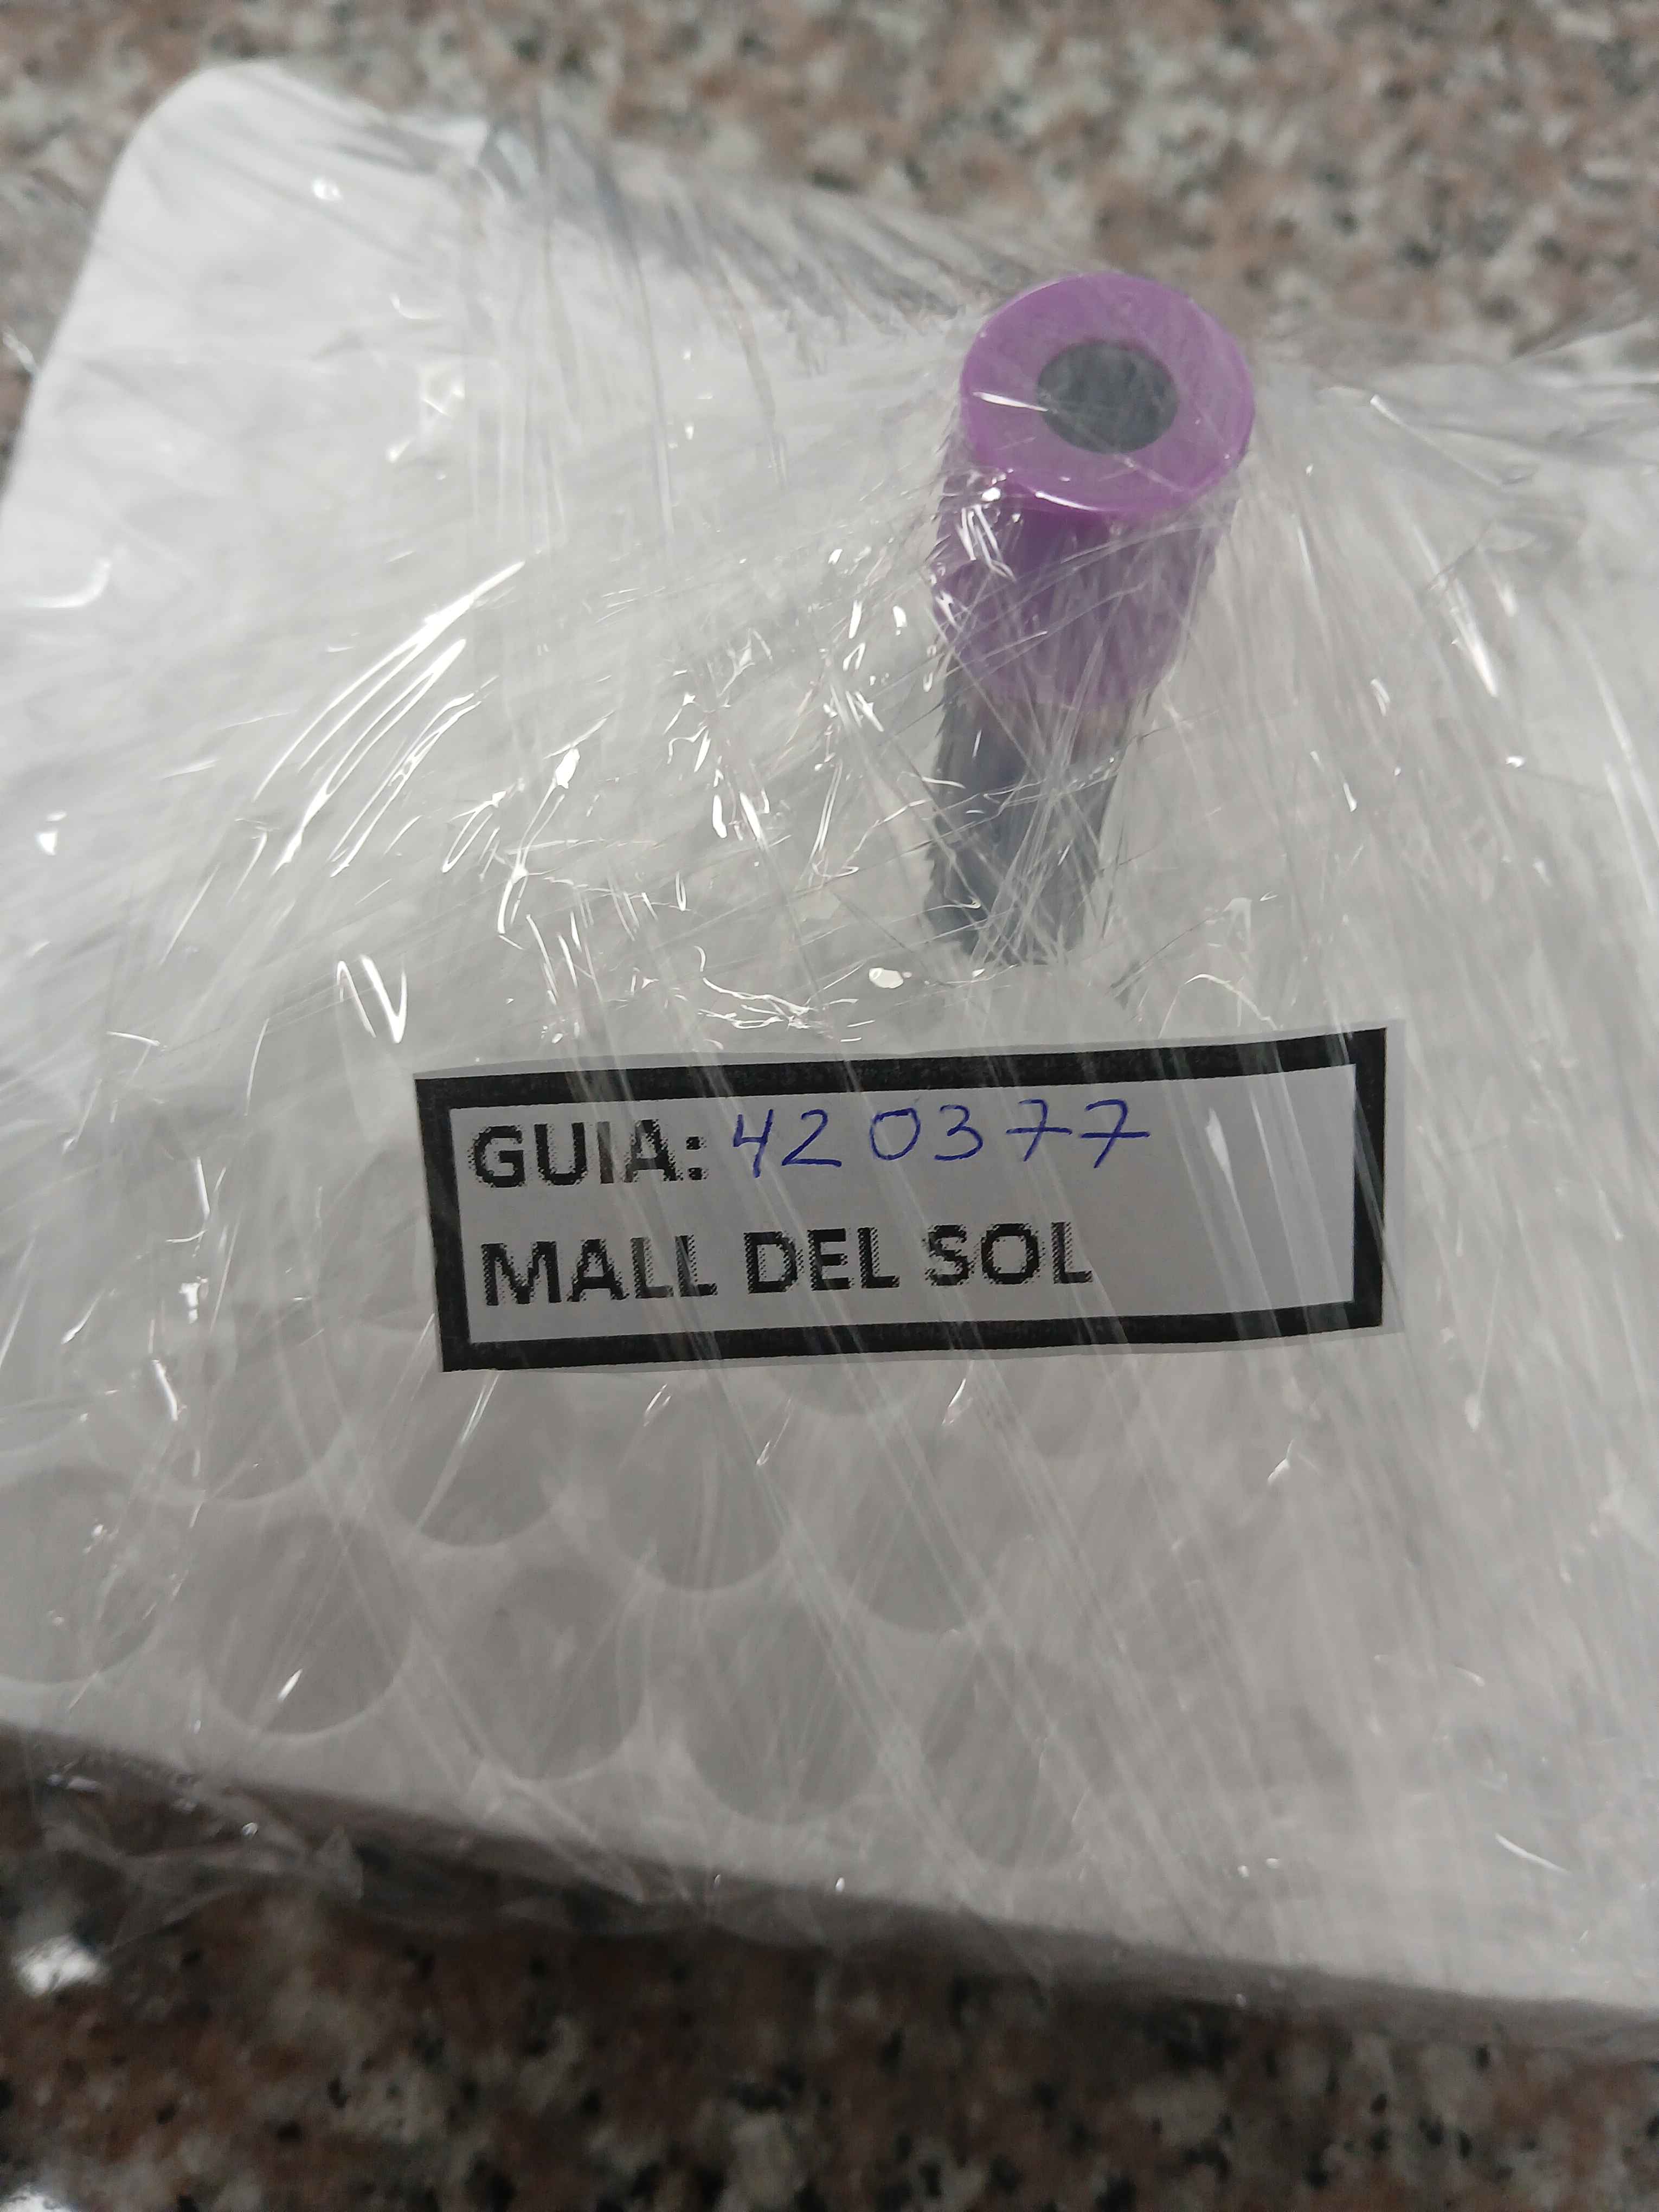 GUIA: 420377
MALL DEL SOL